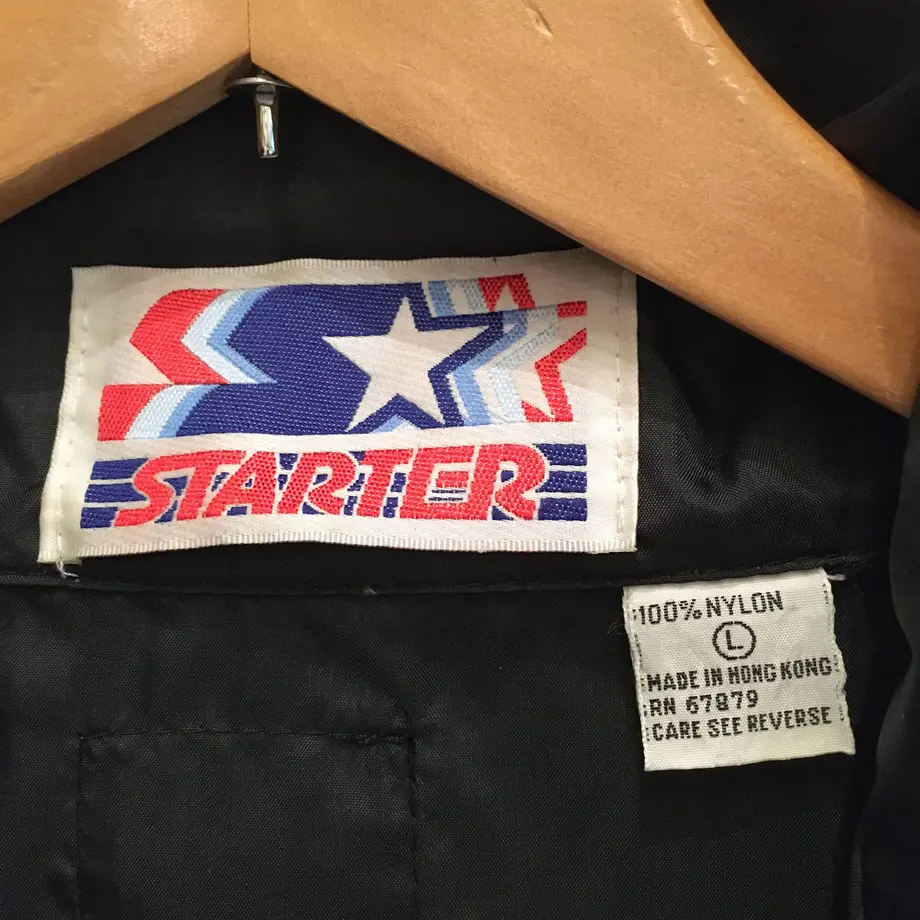 STARTER
100% NYLON
L
MADE IN HONG KONG
RN 67879
CARE SEE REVERSE